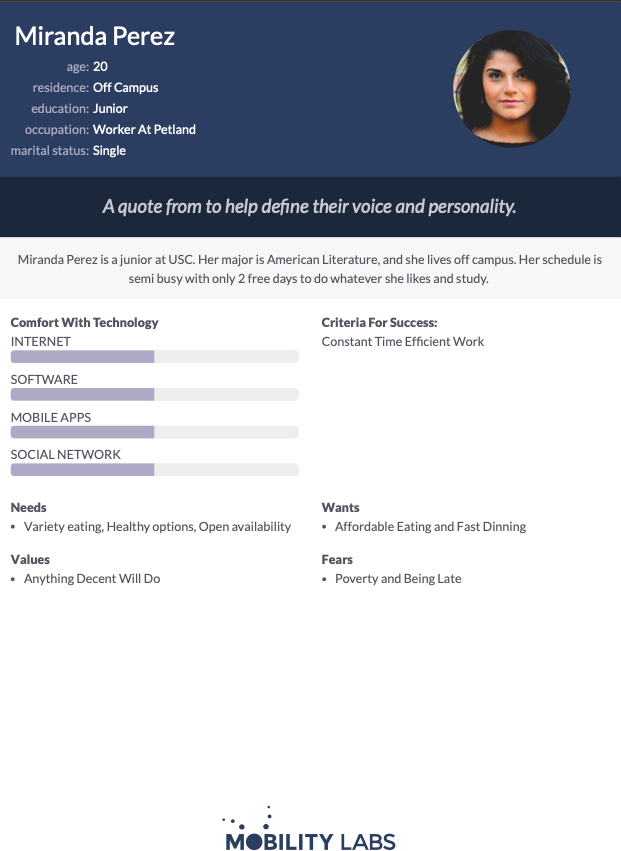 Miranda Perez
age: 20
residence: Off Campus
education: Junior
occupation: Worker At Petland
marital status: Single
A quote from to help define their voice and personality.
Miranda Perez is a junior at USC. Her major is American Literature, and she lives off campus. Her schedule is
semi busy with only 2 free days to do whatever she likes and study.
Comfort With Technology
INTERNET
SOFTWARE
MOBILE APPS
SOCIAL NETWORK
Criteria For Success:
Constant Time Efficient Work
Needs
• Variety eating, Healthy options, Open availability
Wants
• Affordable Eating and Fast Dinning
Values
• Anything Decent Will Do
Fears
• Poverty and Being Late
MOBILITY LABS